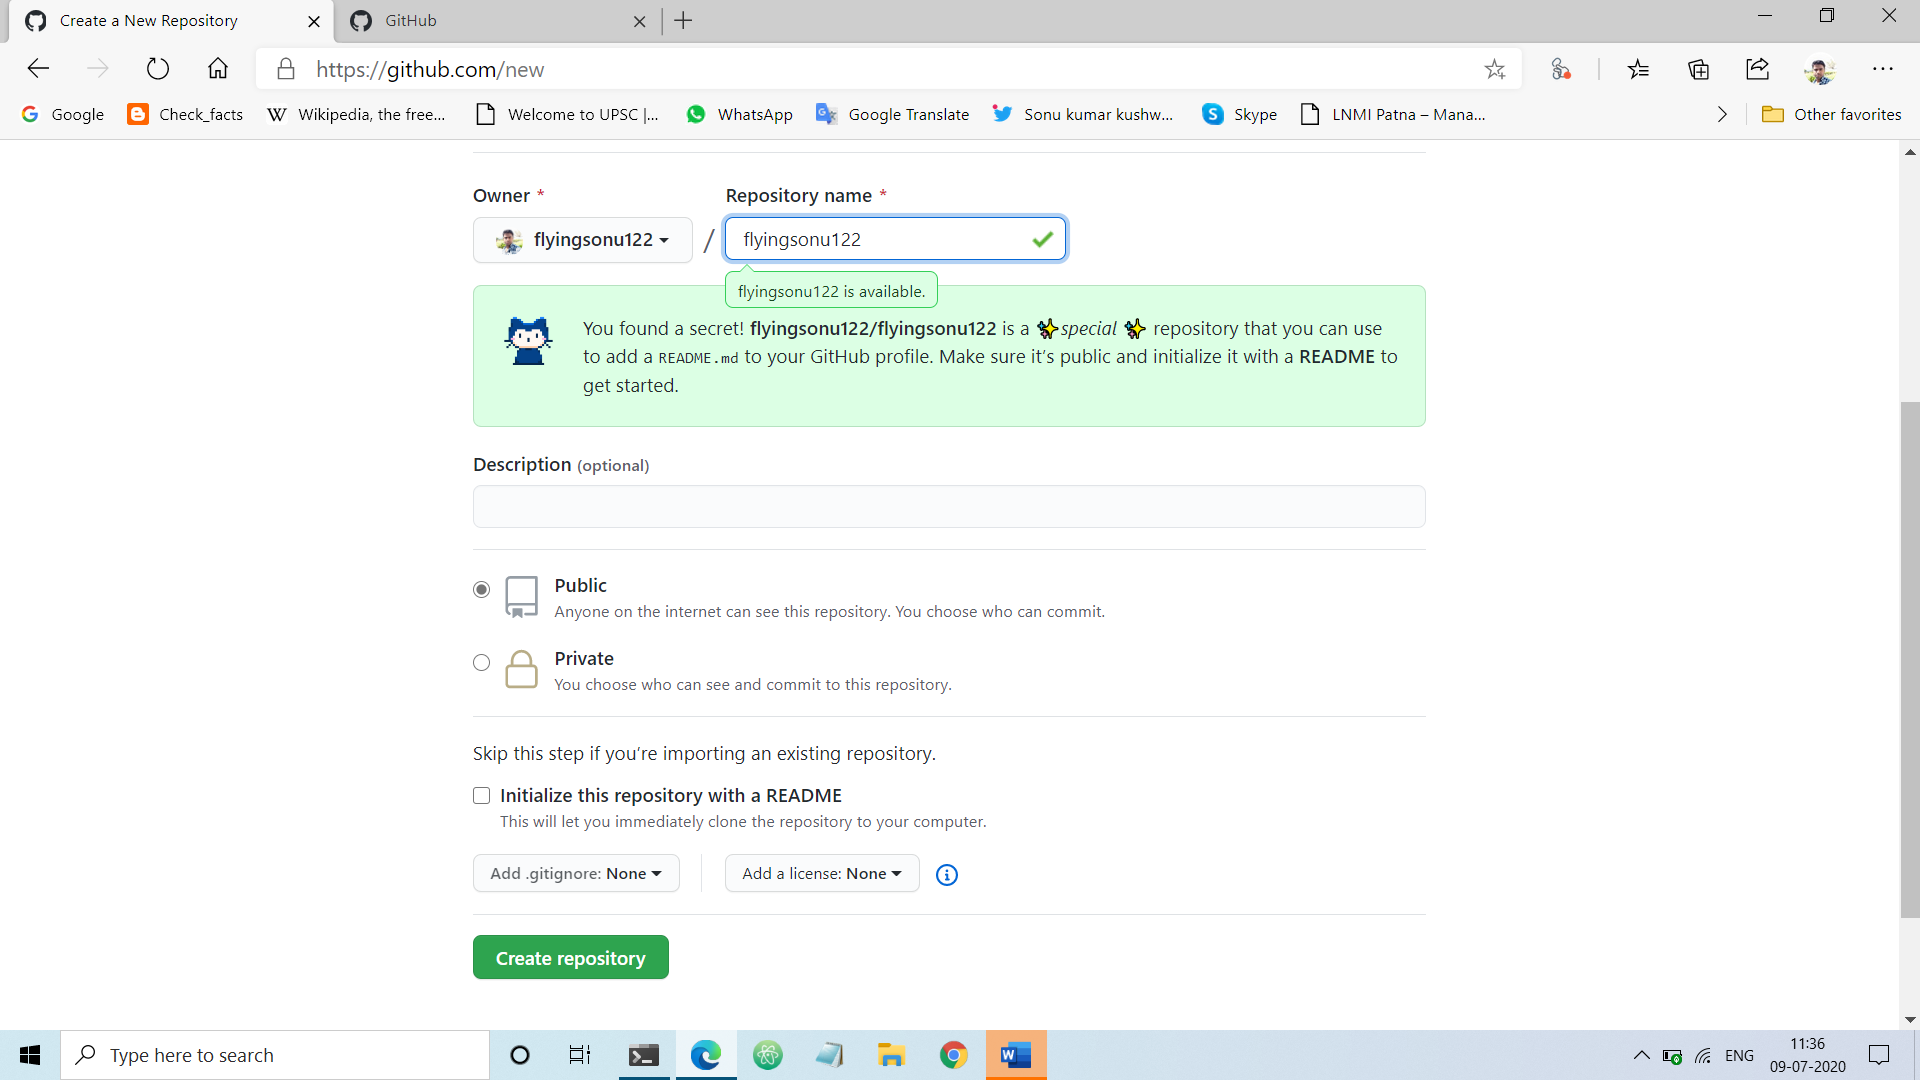 Create a New Repository
GitHub
https://github.com/new
Google
Check_facts
Wikipedia, the free...
Welcome to UPSC |...
WhatsApp
Google Translate
Sonu kumar kushw...
Skype
LNMI Patna – Mana...
Other favorites
Owner *
Repository name *
flyingsonu122
/
flyingsonu122
flyingsonu122 is available.
You found a secret! flyingsonu122/flyingsonu122 is a ✨special ✨ repository that you can use
to add a README.md to your GitHub profile. Make sure it’s public and initialize it with a README to
get started.
Description (optional)
Public
Anyone on the internet can see this repository. You choose who can commit.
Private
You choose who can see and commit to this repository.
Skip this step if you’re importing an existing repository.
Initialize this repository with a README
This will let you immediately clone the repository to your computer.
Add .gitignore: None
Add a license: None
Create repository
Type here to search
ENG
11:36
09-07-2020